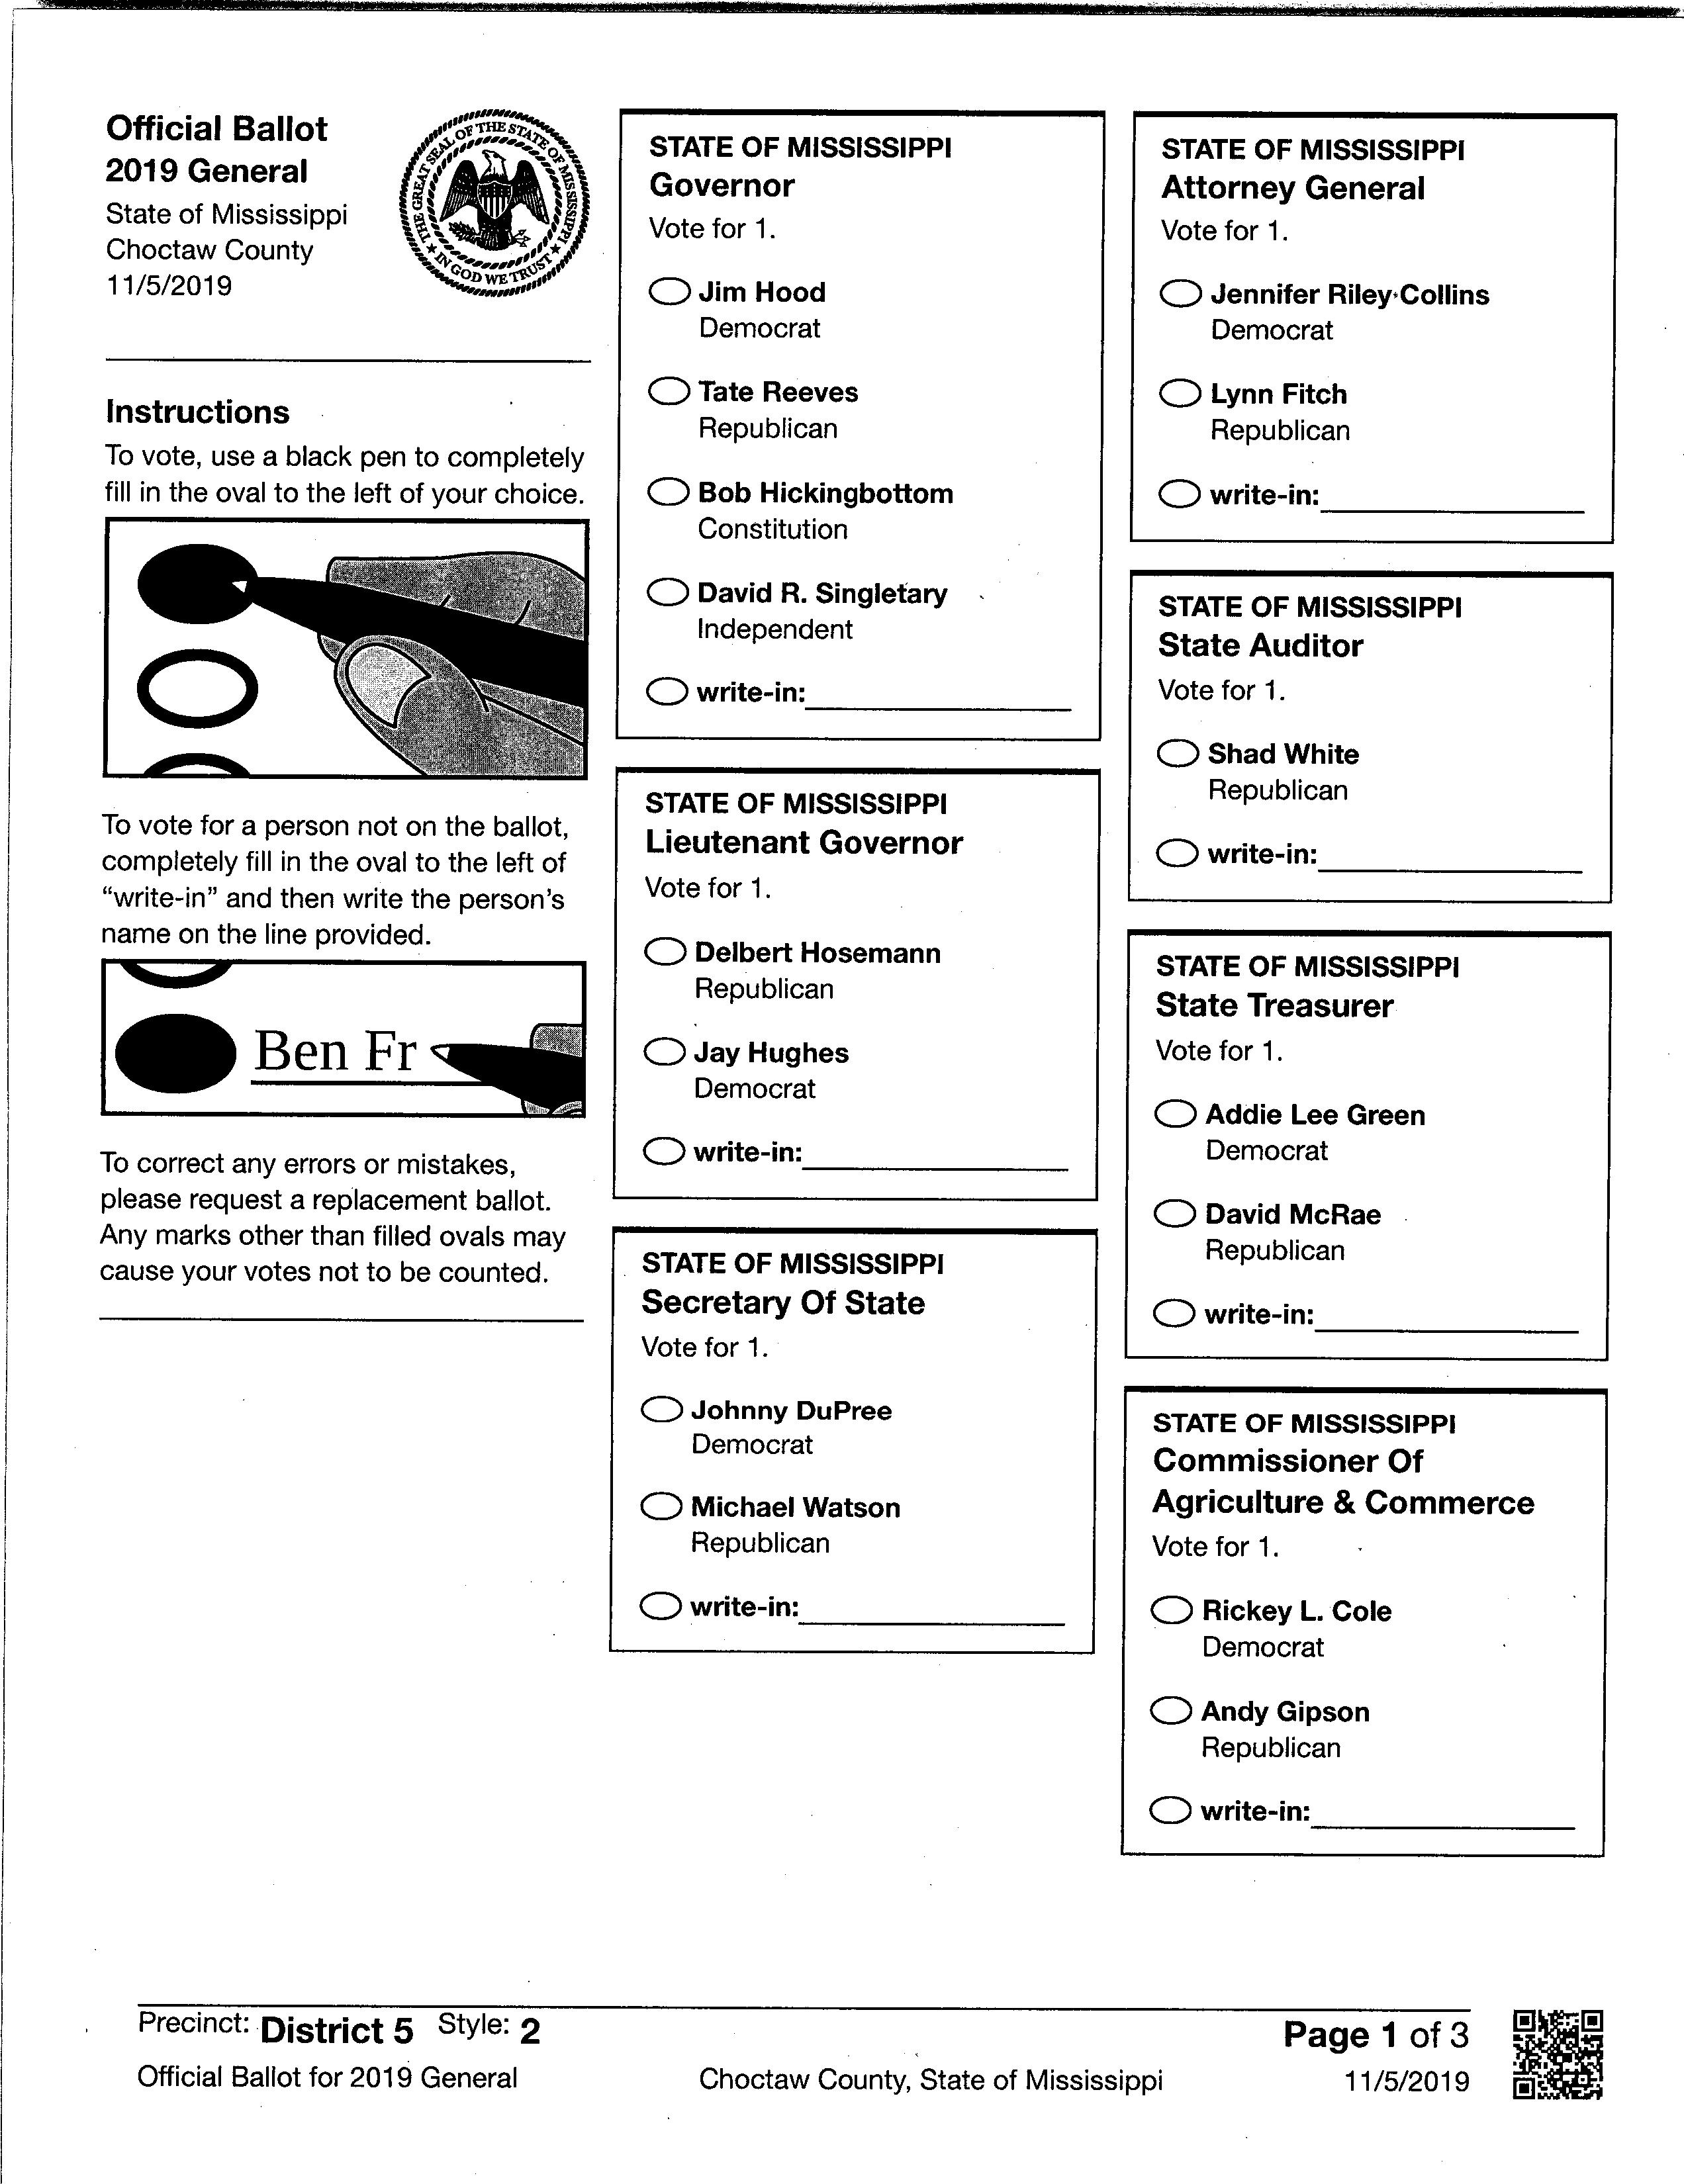 Official Ballot
2019 General
State of Mississippi
Choctaw County
11/5/2019
THE GREAT SEAL OF THE STATE OF MISSISSIPPI
★ IN GOD WE TRUST ★
Instructions
To vote, use a black pen to completely
fill in the oval to the left of your choice.
To vote for a person not on the ballot,
completely fill in the oval to the left of
“write-in” and then write the person’s
name on the line provided.
Ben Fr
To correct any errors or mistakes,
please request a replacement ballot.
Any marks other than filled ovals may
cause your votes not to be counted.
STATE OF MISSISSIPPI
Governor
Vote for 1.
Jim Hood
Democrat
Tate Reeves
Republican
Bob Hickingbottom
Constitution
David R. Singletary
Independent
write-in:
STATE OF MISSISSIPPI
Lieutenant Governor
Vote for 1.
Delbert Hosemann
Republican
Jay Hughes
Democrat
write-in:
STATE OF MISSISSIPPI
Secretary Of State
Vote for 1.
Johnny DuPree
Democrat
Michael Watson
Republican
write-in:
STATE OF MISSISSIPPI
Attorney General
Vote for 1.
Jennifer Riley Collins
Democrat
Lynn Fitch
Republican
write-in:
STATE OF MISSISSIPPI
State Auditor
Vote for 1.
Shad White
Republican
write-in:
STATE OF MISSISSIPPI
State Treasurer
Vote for 1.
Addie Lee Green
Democrat
David McRae
Republican
write-in:
STATE OF MISSISSIPPI
Commissioner Of
Agriculture & Commerce
Vote for 1.
Rickey L. Cole
Democrat
Andy Gipson
Republican
write-in:
Precinct: District 5 Style: 2
Page 1 of 3
Official Ballot for 2019 General
Choctaw County, State of Mississippi
11/5/2019